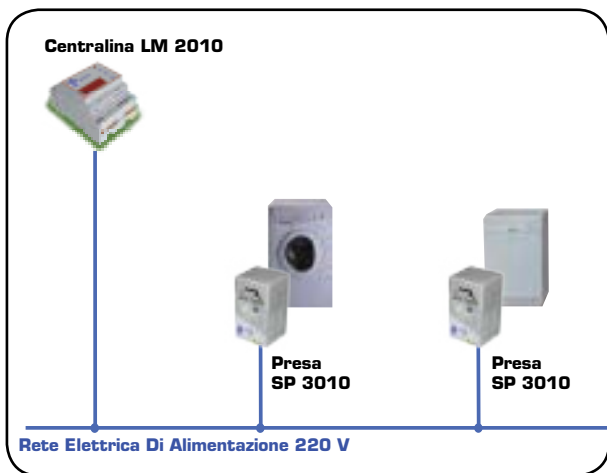 Centralina LM 2010
Presa
SP 3010
Presa
SP 3010
Rete Elettrica Di Alimentazione 220 V